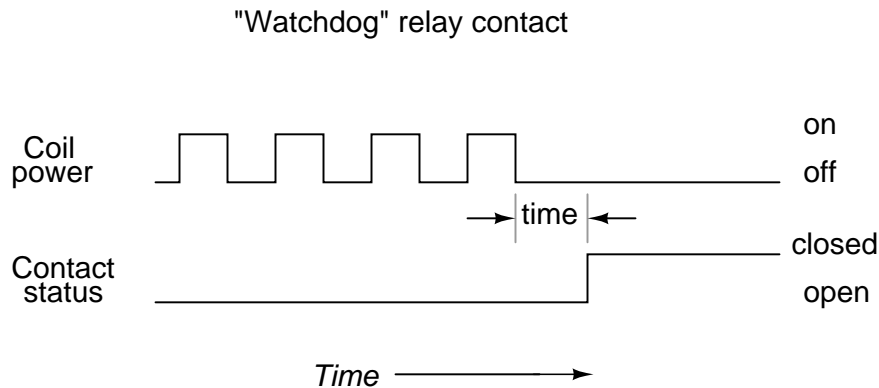 "Watchdog" relay contact
on
Coil
power
off
time
closed
Contact
status
open
Time